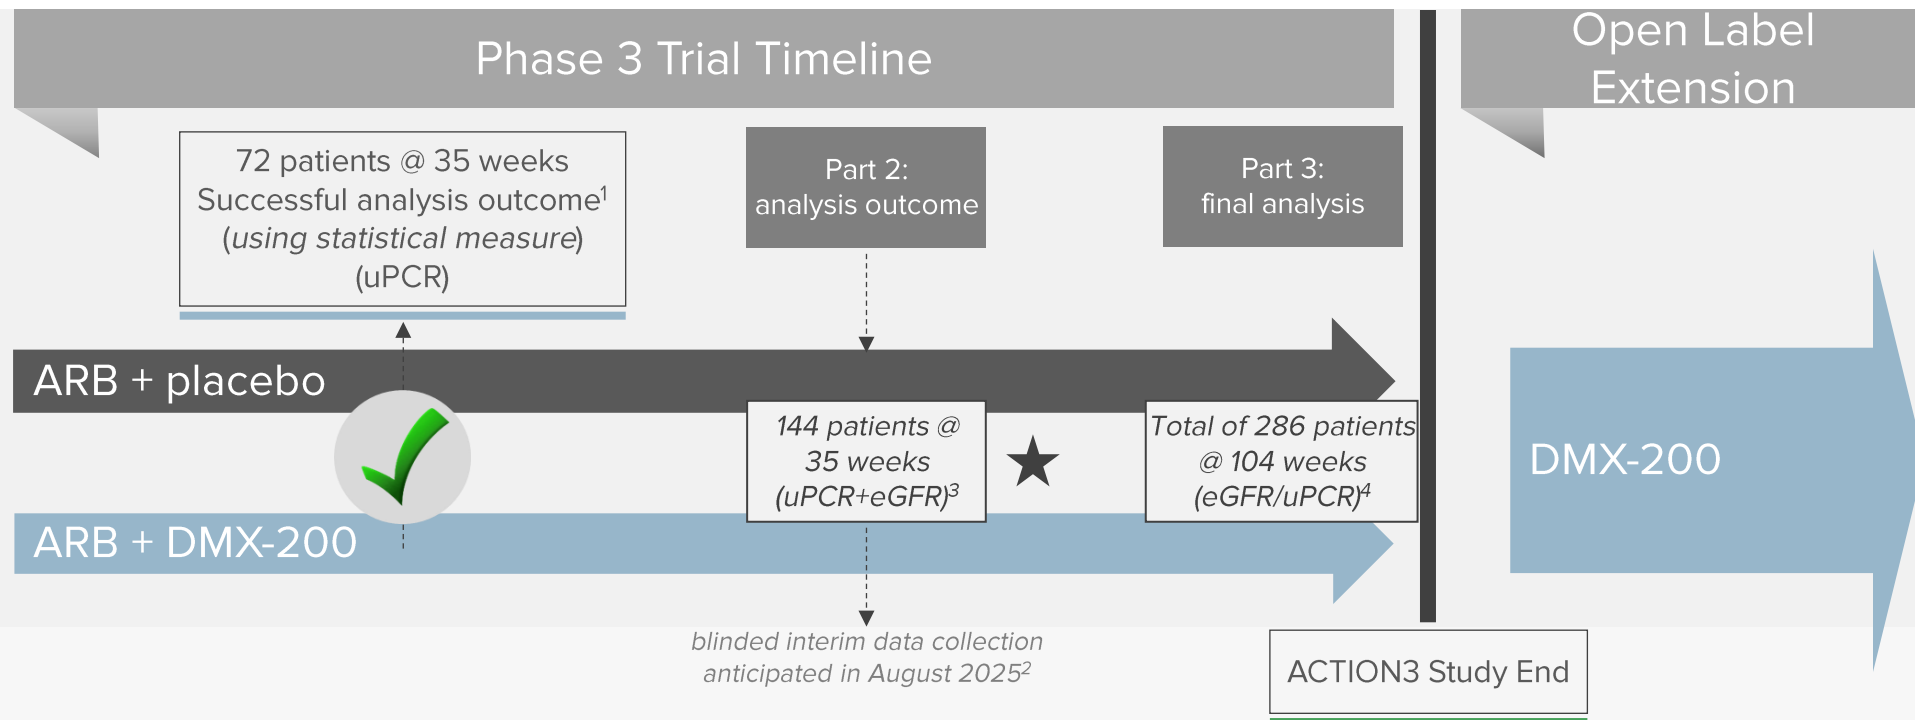 Phase 3 Trial Timeline
Open Label
Extension
72 patients @ 35 weeks
Successful analysis outcome¹
(using statistical measure)
(uPCR)
Part 2:
analysis outcome
Part 3:
final analysis
ARB + placebo
144 patients @
35 weeks
(uPCR+eGFR)³
Total of 286 patients
@ 104 weeks
(eGFR/uPCR)⁴
DMX-200
ARB + DMX-200
blinded interim data collection
anticipated in August 2025²
ACTION3 Study End